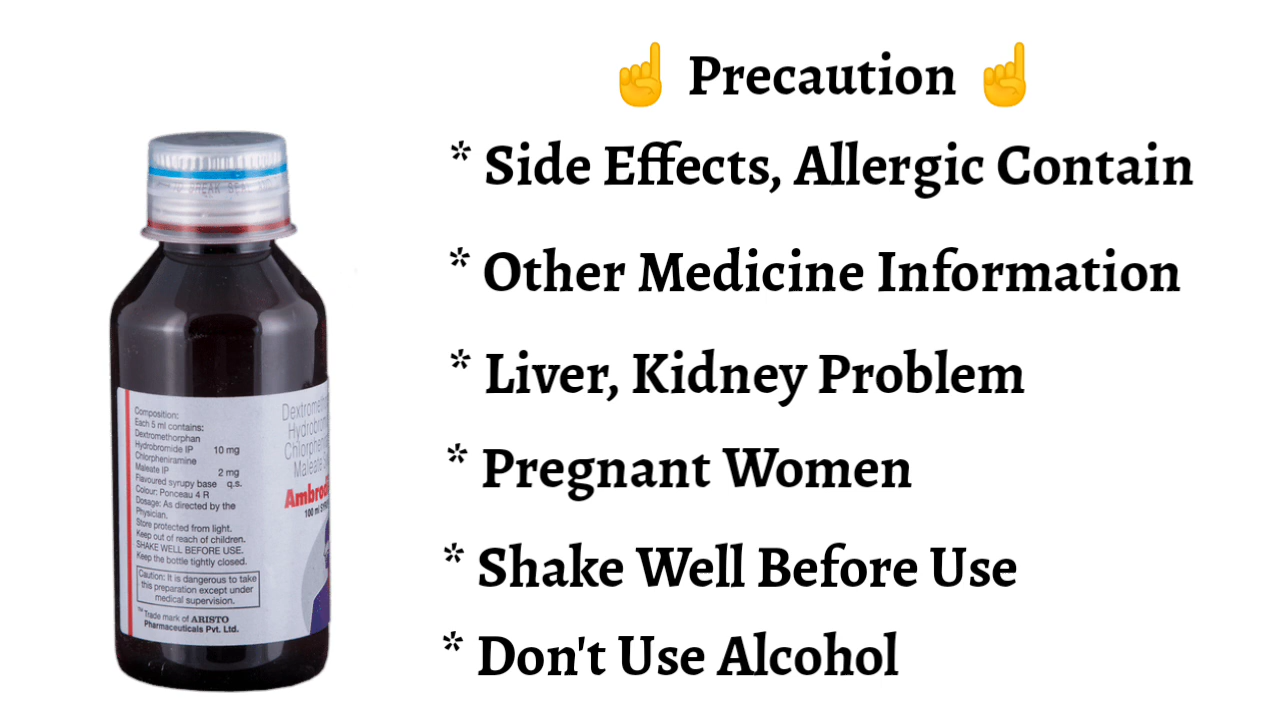 ☝ Precaution ☝
* Side Effects, Allergic Contain
* Other Medicine Information
* Liver, Kidney Problem
* Pregnant Women
* Shake Well Before Use
* Don't Use Alcohol
Composition:
Each 5 ml contains:
Dextromethorphan
Hydrobromide IP 10 mg
Chlorpheniramine
Maleate IP 2 mg
Flavoured syrupy base q.s.
Colour: Ponceau 4 R
Dosage: As directed by the
Physician.
Store protected from light.
Keep out of reach of children.
SHAKE WELL BEFORE USE.
Keep the bottle tightly closed.
Caution: It is dangerous to take
this preparation except under
medical supervision.
™Trade mark of ARISTO
Pharmaceuticals Pvt. Ltd.
100 ml